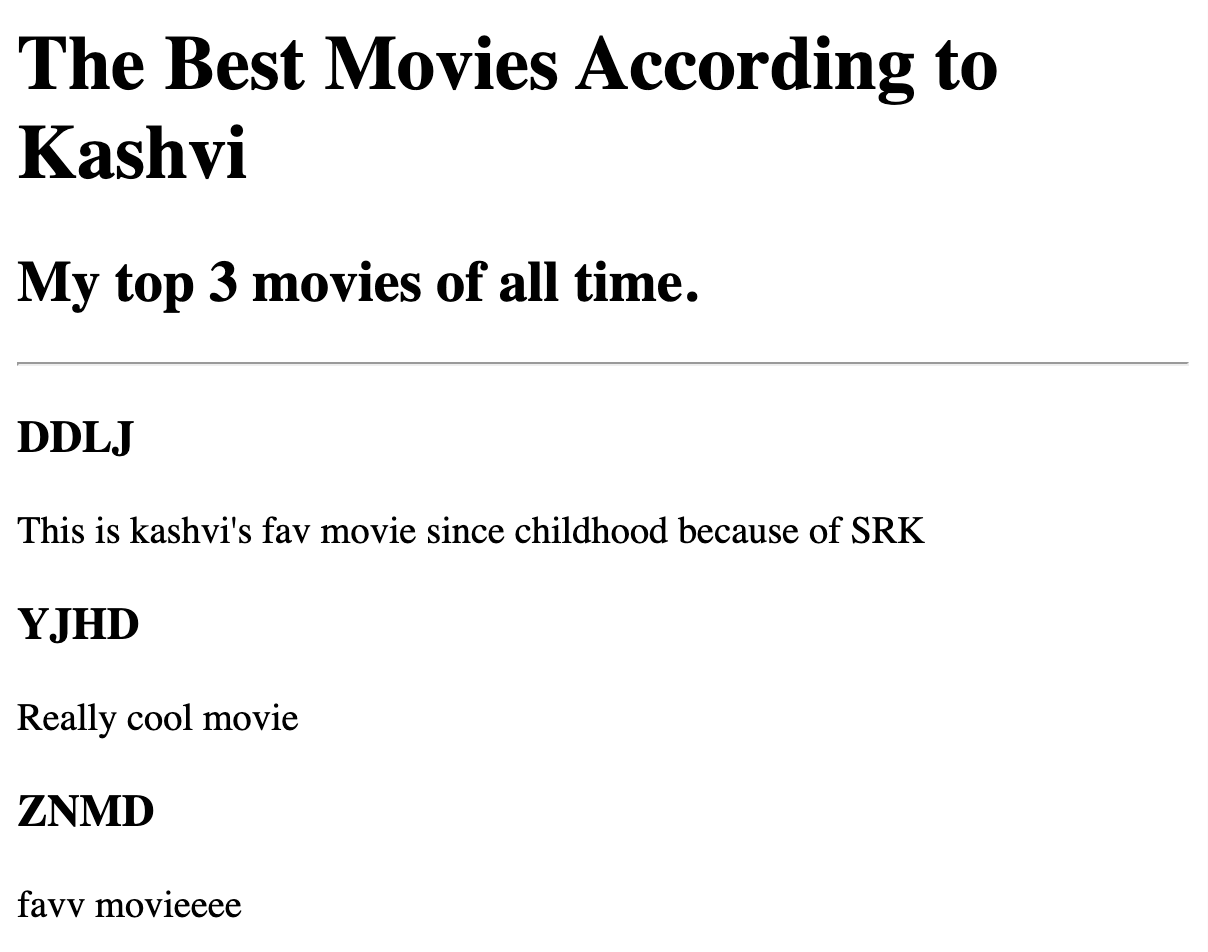 The Best Movies According to
Kashvi
My top 3 movies of all time.
DDLJ
This is kashvi's fav movie since childhood because of SRK
YJHD
Really cool movie
ZNMD
favv movieeee